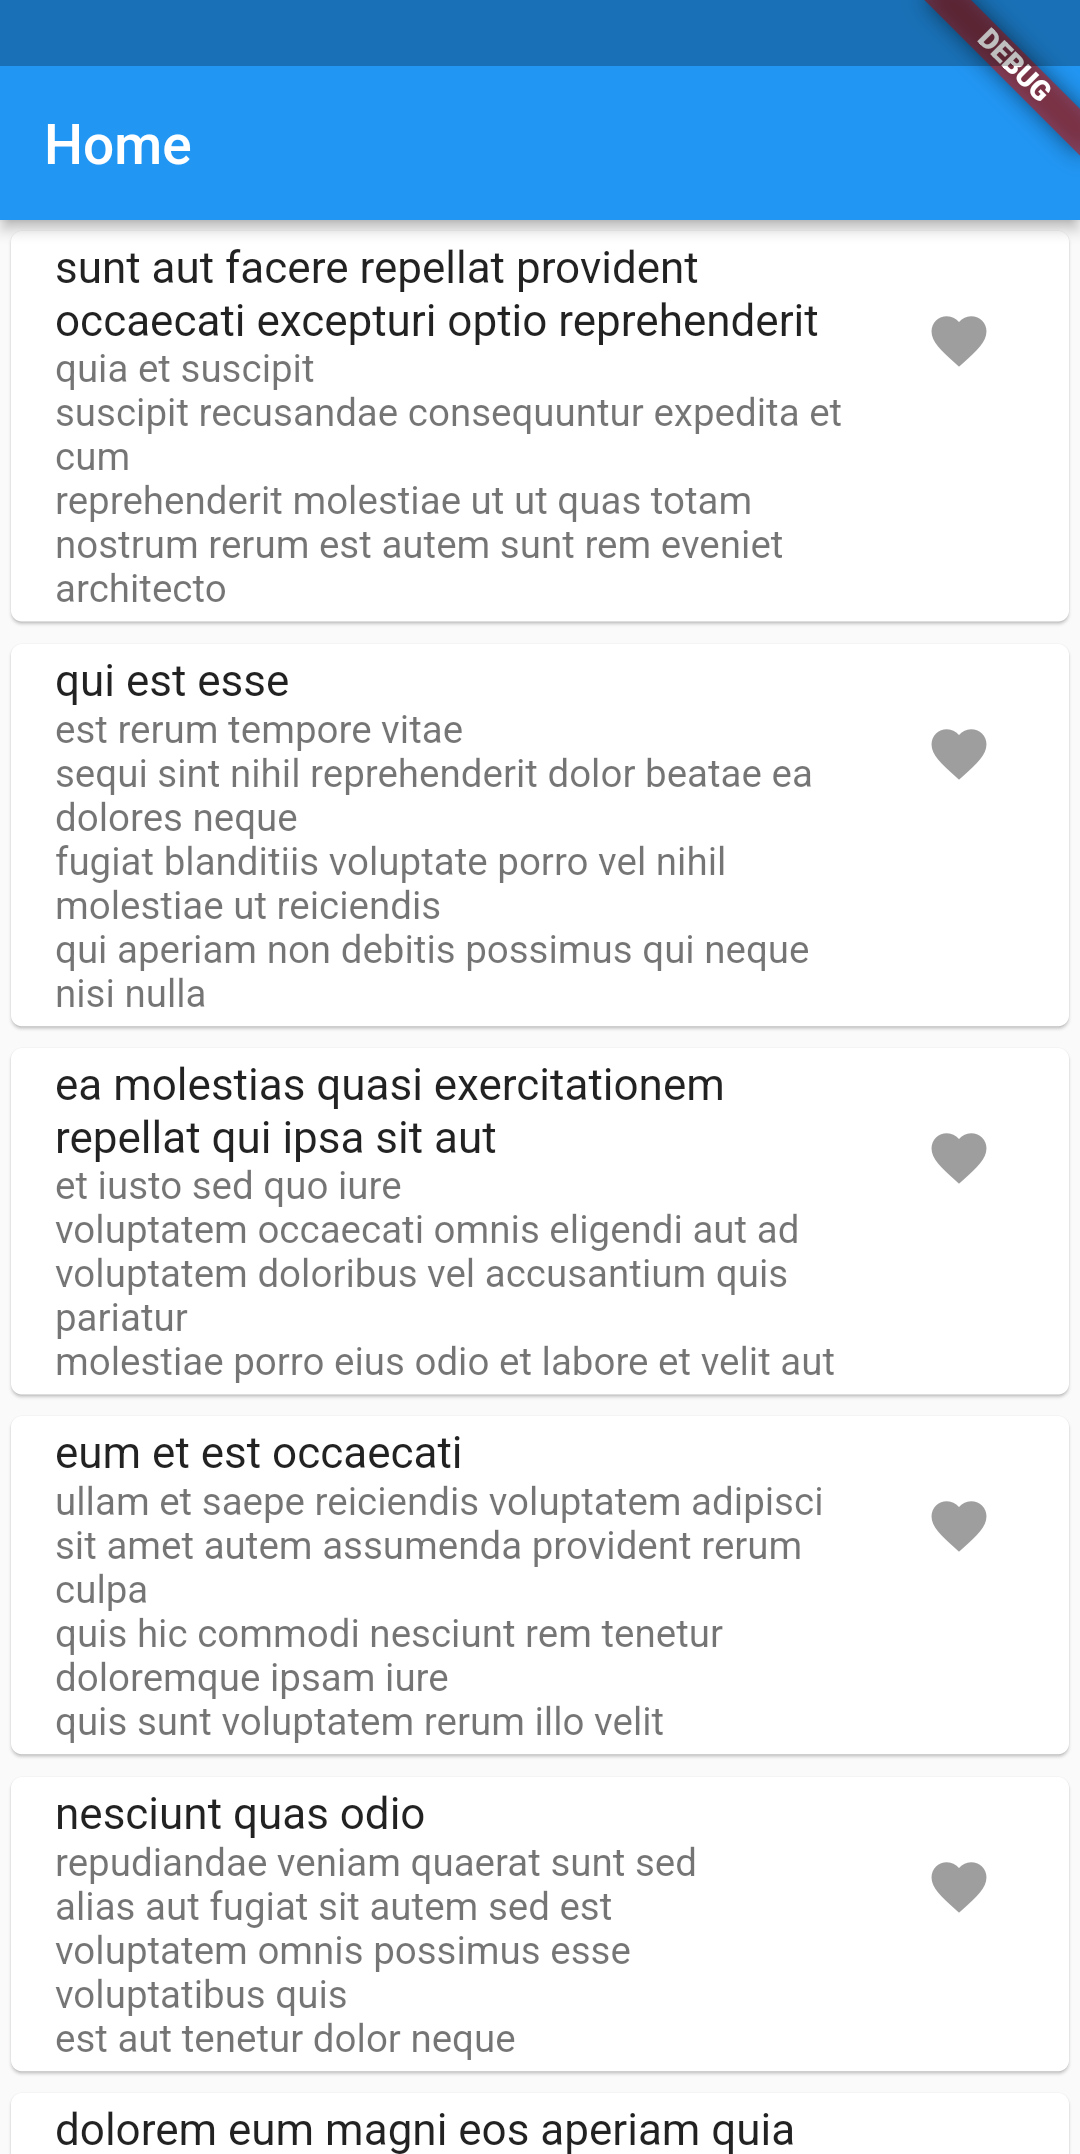 DEBUG
Home
sunt aut facere repellat provident
occaecati excepturi optio reprehenderit
quia et suscipit
suscipit recusandae consequuntur expedita et
cum
reprehenderit molestiae ut ut quas totam
nostrum rerum est autem sunt rem eveniet
architecto
qui est esse
est rerum tempore vitae
sequi sint nihil reprehenderit dolor beatae ea
dolores neque
fugiat blanditiis voluptate porro vel nihil
molestiae ut reiciendis
qui aperiam non debitis possimus qui neque
nisi nulla
ea molestias quasi exercitationem
repellat qui ipsa sit aut
et iusto sed quo iure
voluptatem occaecati omnis eligendi aut ad
voluptatem doloribus vel accusantium quis
pariatur
molestiae porro eius odio et labore et velit aut
eum et est occaecati
ullam et saepe reiciendis voluptatem adipisci
sit amet autem assumenda provident rerum
culpa
quis hic commodi nesciunt rem tenetur
doloremque ipsam iure
quis sunt voluptatem rerum illo velit
nesciunt quas odio
repudiandae veniam quaerat sunt sed
alias aut fugiat sit autem sed est
voluptatem omnis possimus esse
voluptatibus quis
est aut tenetur dolor neque
dolorem eum magni eos aperiam quia